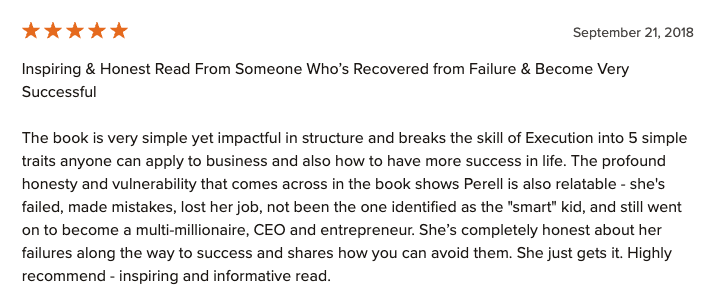 September 21, 2018
Inspiring & Honest Read From Someone Who's Recovered from Failure & Become Very
Successful
The book is very simple yet impactful in structure and breaks the skill of Execution into 5 simple
traits anyone can apply to business and also how to have more success in life. The profound
honesty and vulnerability that comes across in the book shows Perell is also relatable - she's
failed, made mistakes, lost her job, not been the one identified as the "smart" kid, and still went
on to become a multi-millionaire, CEO and entrepreneur. She's completely honest about her
failures along the way to success and shares how you can avoid them. She just gets it. Highly
recommend - inspiring and informative read.